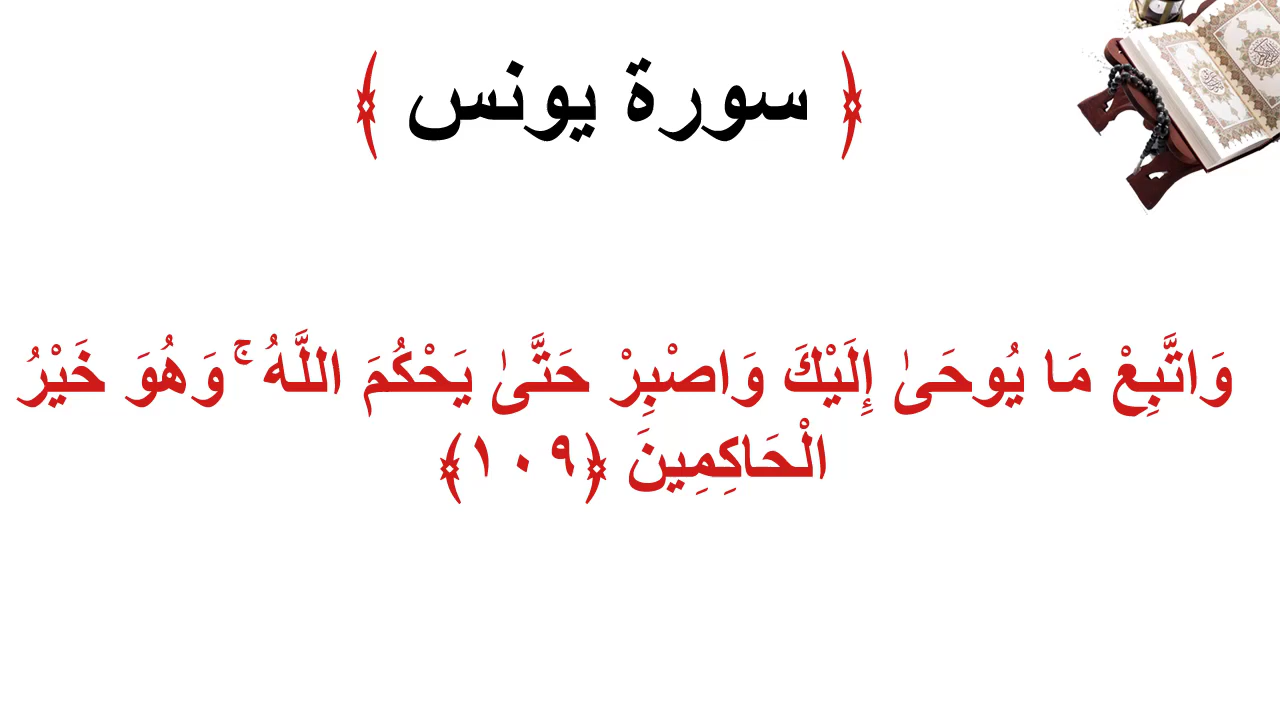 ﴿ سورة يونس ﴾
وَاتَّبِعْ مَا يُوحَىٰ إِلَيْكَ وَاصْبِرْ حَتَّىٰ يَحْكُمَ اللَّهُ ۚ وَهُوَ خَيْرُ
الْحَاكِمِينَ ﴿١٠٩﴾